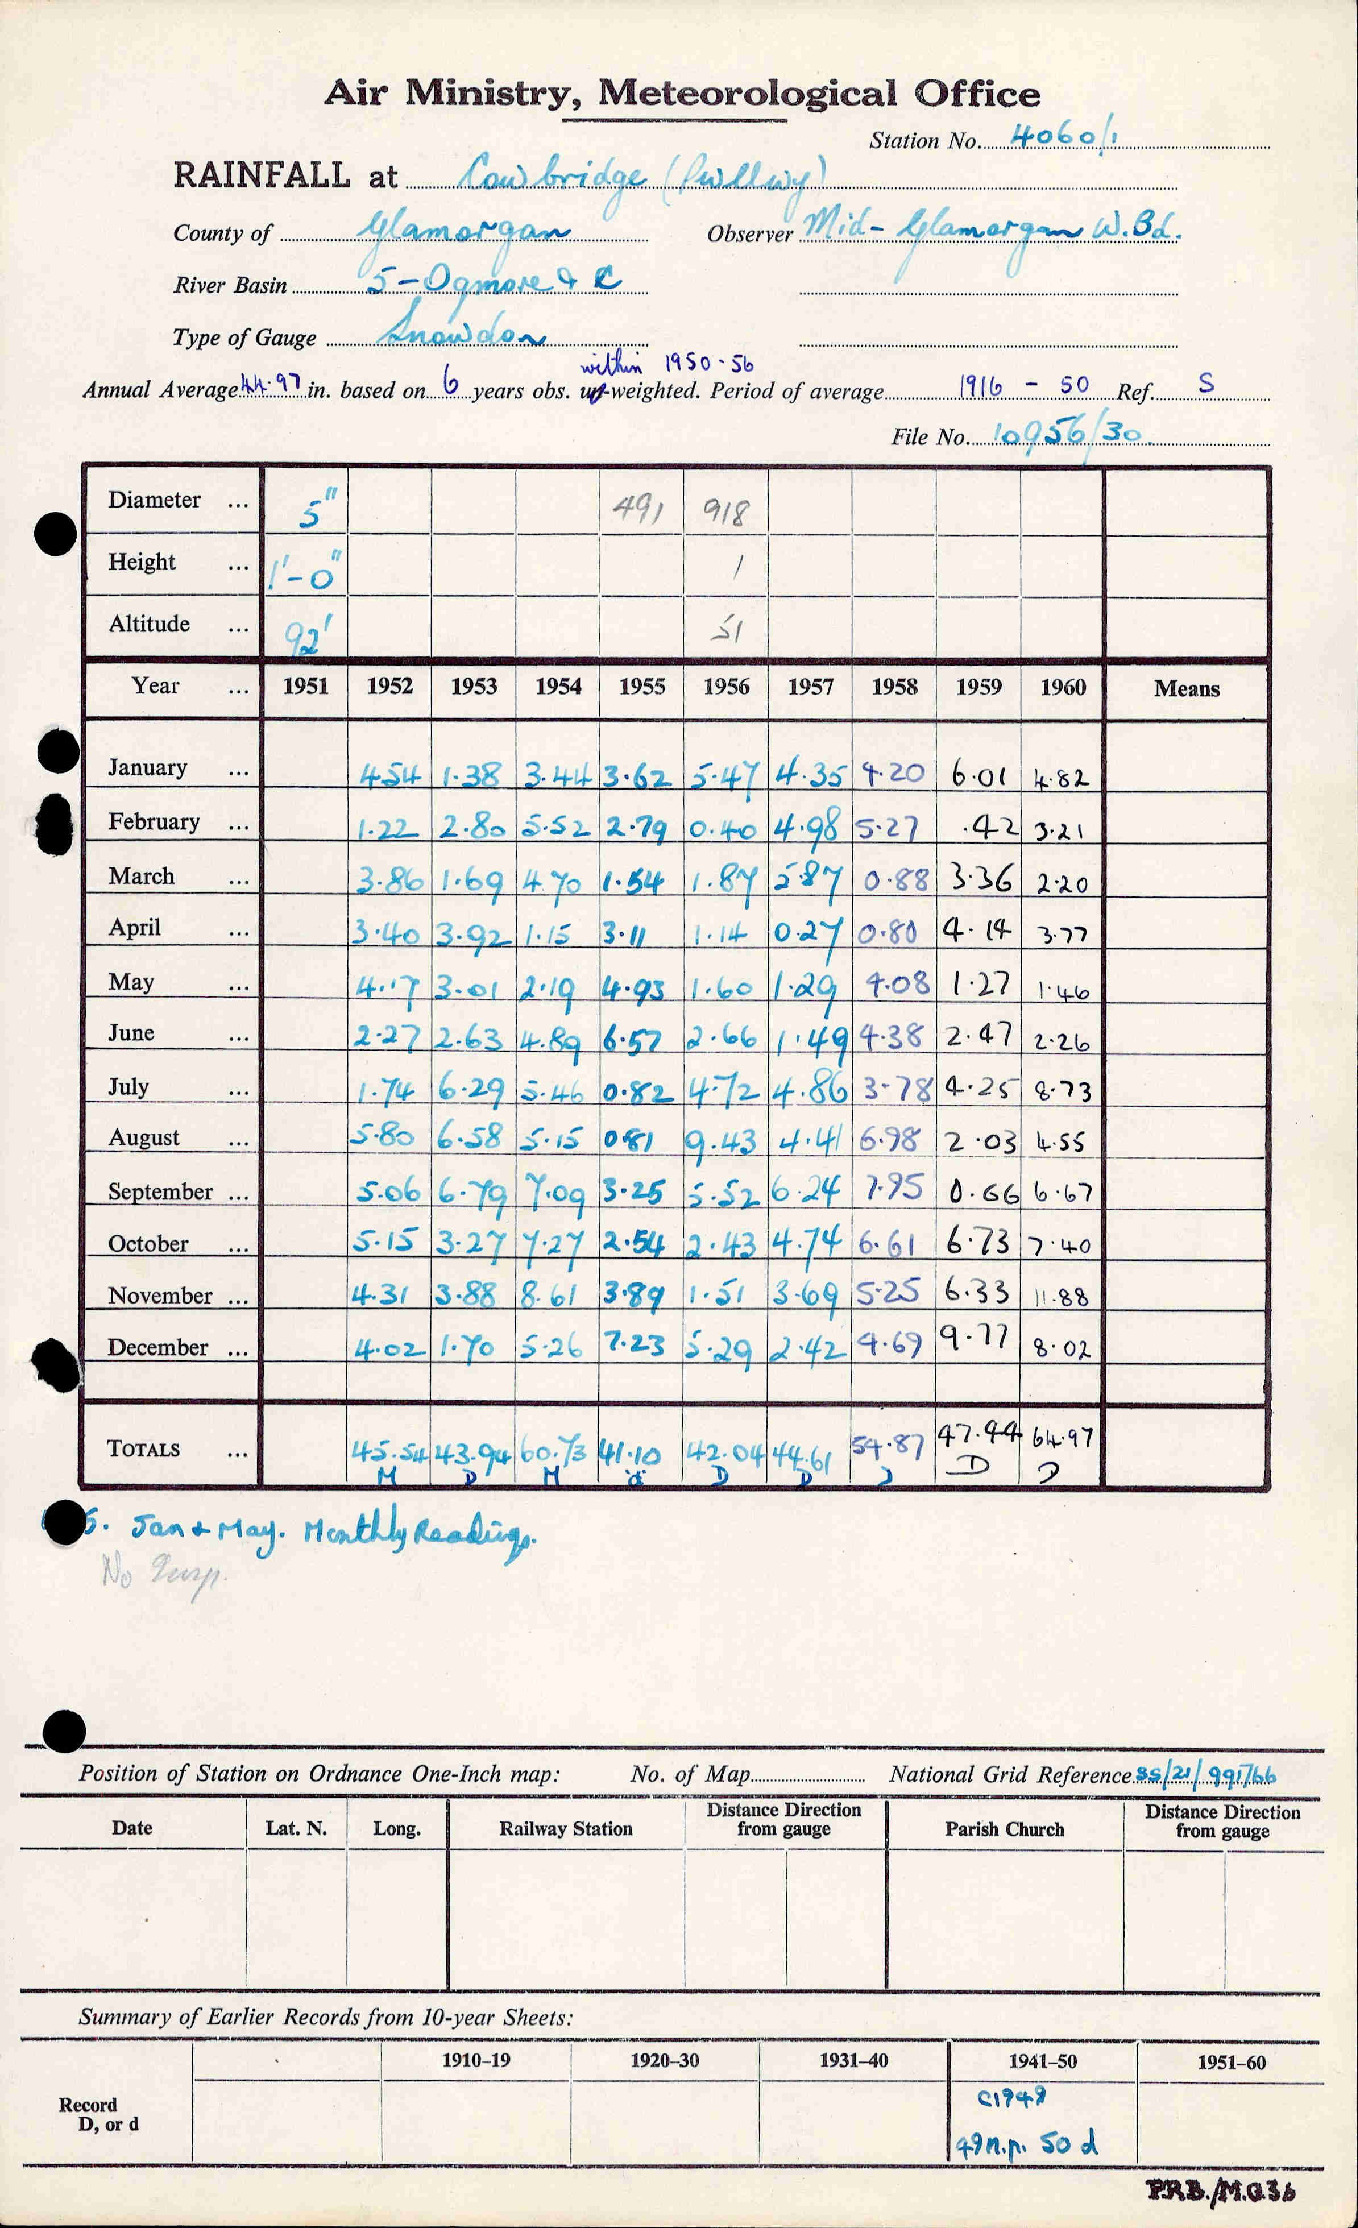 Air Ministry, Meteorological Office
Station No. 4060/1
RAINFALL at Cowbridge (Pwllwy)
County of Glamorgan Observer Mid-Glamorgan W.Bd.
River Basin 5-Ogmore & C
Type of Gauge Snowdon
within 1950-56
Annual Average 44.97 in. based on 6 years obs. weighted. Period of average 1916 - 50 Ref. S
File No. 10956/30
Diameter ... 5" 491 918
Height ... 1'-0" 1
Altitude ... 92' 51
Year ... 1951 1952 1953 1954 1955 1956 1957 1958 1959 1960 Means
January ... 4.54 1.38 3.44 3.62 5.47 4.35 4.20 6.01 4.82
February ... 1.22 2.80 5.52 2.79 0.40 4.98 5.27 .42 3.21
March ... 3.86 1.69 4.70 1.54 1.87 5.87 0.88 3.36 2.20
April ... 3.40 3.92 1.15 3.11 1.14 0.27 0.80 4.14 3.77
May ... 4.17 3.01 2.19 4.93 1.60 1.29 4.08 1.27 1.46
June ... 2.27 2.63 4.89 6.57 2.66 1.49 4.38 2.47 2.26
July ... 1.74 6.29 5.46 0.82 4.72 4.86 3.78 4.25 8.73
August ... 5.80 6.58 5.15 0.81 9.43 4.41 6.98 2.03 4.55
September ... 5.06 6.79 7.09 3.25 5.52 6.24 7.95 0.66 6.67
October ... 5.15 3.27 7.27 2.54 2.43 4.74 6.61 6.73 7.40
November ... 4.31 3.88 8.61 3.89 1.51 3.69 5.25 6.33 11.88
December ... 4.02 1.70 5.26 7.23 5.29 2.42 4.69 9.77 8.02
TOTALS ... 45.54 43.94 60.73 41.10 42.04 44.61 54.87 47.44 64.97
M D M d D D D D D
5. Jan & May. Monthly Readings.
No Insp.
Position of Station on Ordnance One-Inch map: No. of Map National Grid Reference SS/21/991766
Date Lat. N. Long. Railway Station Distance Direction from gauge Parish Church Distance Direction from gauge
Summary of Earlier Records from 10-year Sheets:
1910–19 1920–30 1931–40 1941–50 1951–60
Record
D, or d
C1949
49 n.p. 50 d
P.R.B./M.O.36